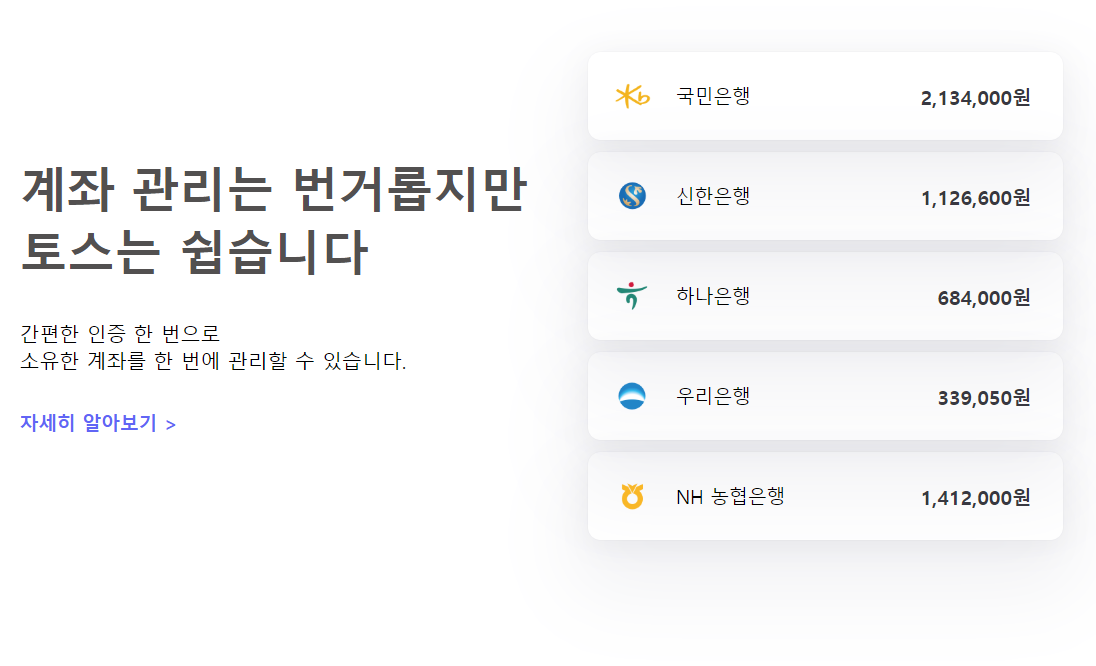 계좌 관리는 번거롭지만
토스는 쉽습니다
간편한 인증 한 번으로
소유한 계좌를 한 번에 관리할 수 있습니다.
자세히 알아보기 >
국민은행 2,134,000원
신한은행 1,126,600원
하나은행 684,000원
우리은행 339,050원
NH 농협은행 1,412,000원